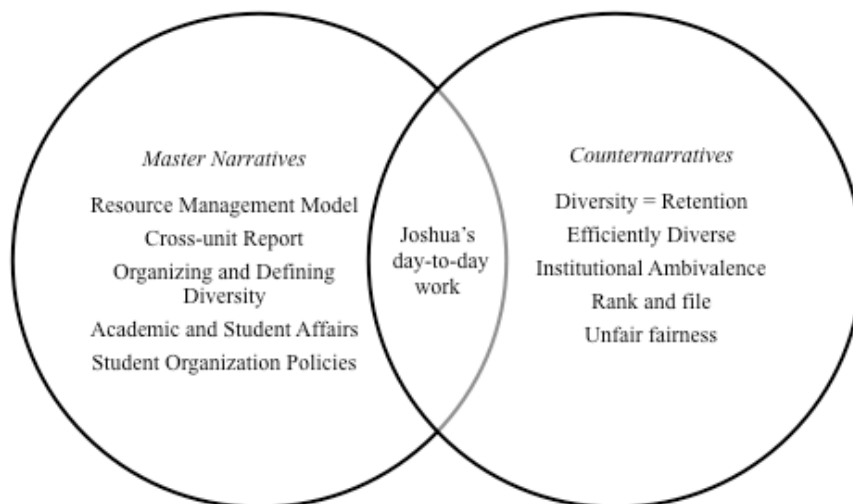 Master Narratives
Resource Management Model
Cross-unit Report
Organizing and Defining
Diversity
Academic and Student Affairs
Student Organization Policies
Joshua's
day-to-day
work
Counternarratives
Diversity = Retention
Efficiently Diverse
Institutional Ambivalence
Rank and file
Unfair fairness